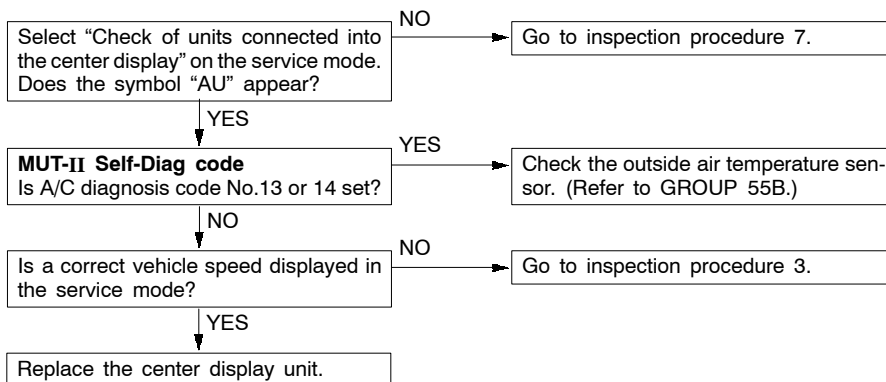 NO
Select “Check of units connected into
the center display” on the service mode.
Does the symbol “AU” appear?
Go to inspection procedure 7.
YES
MUT-II Self-Diag code
Is A/C diagnosis code No.13 or 14 set?
YES
Check the outside air temperature sen-
sor. (Refer to GROUP 55B.)
NO
Is a correct vehicle speed displayed in
the service mode?
NO
Go to inspection procedure 3.
YES
Replace the center display unit.